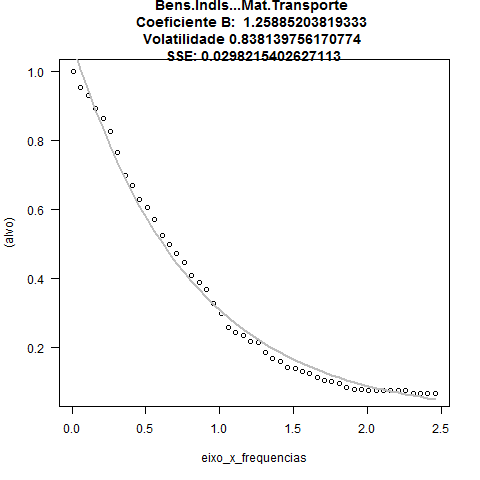 Bens.Indis...Mat.Transporte
Coeficiente B:  1.25885203819333
Volatilidade 0.838139756170774
SSE: 0.0298215402627113
1.0
0.8
0.6
0.4
0.2
(alvo)
0.0 0.5 1.0 1.5 2.0 2.5
eixo_x_frequencias